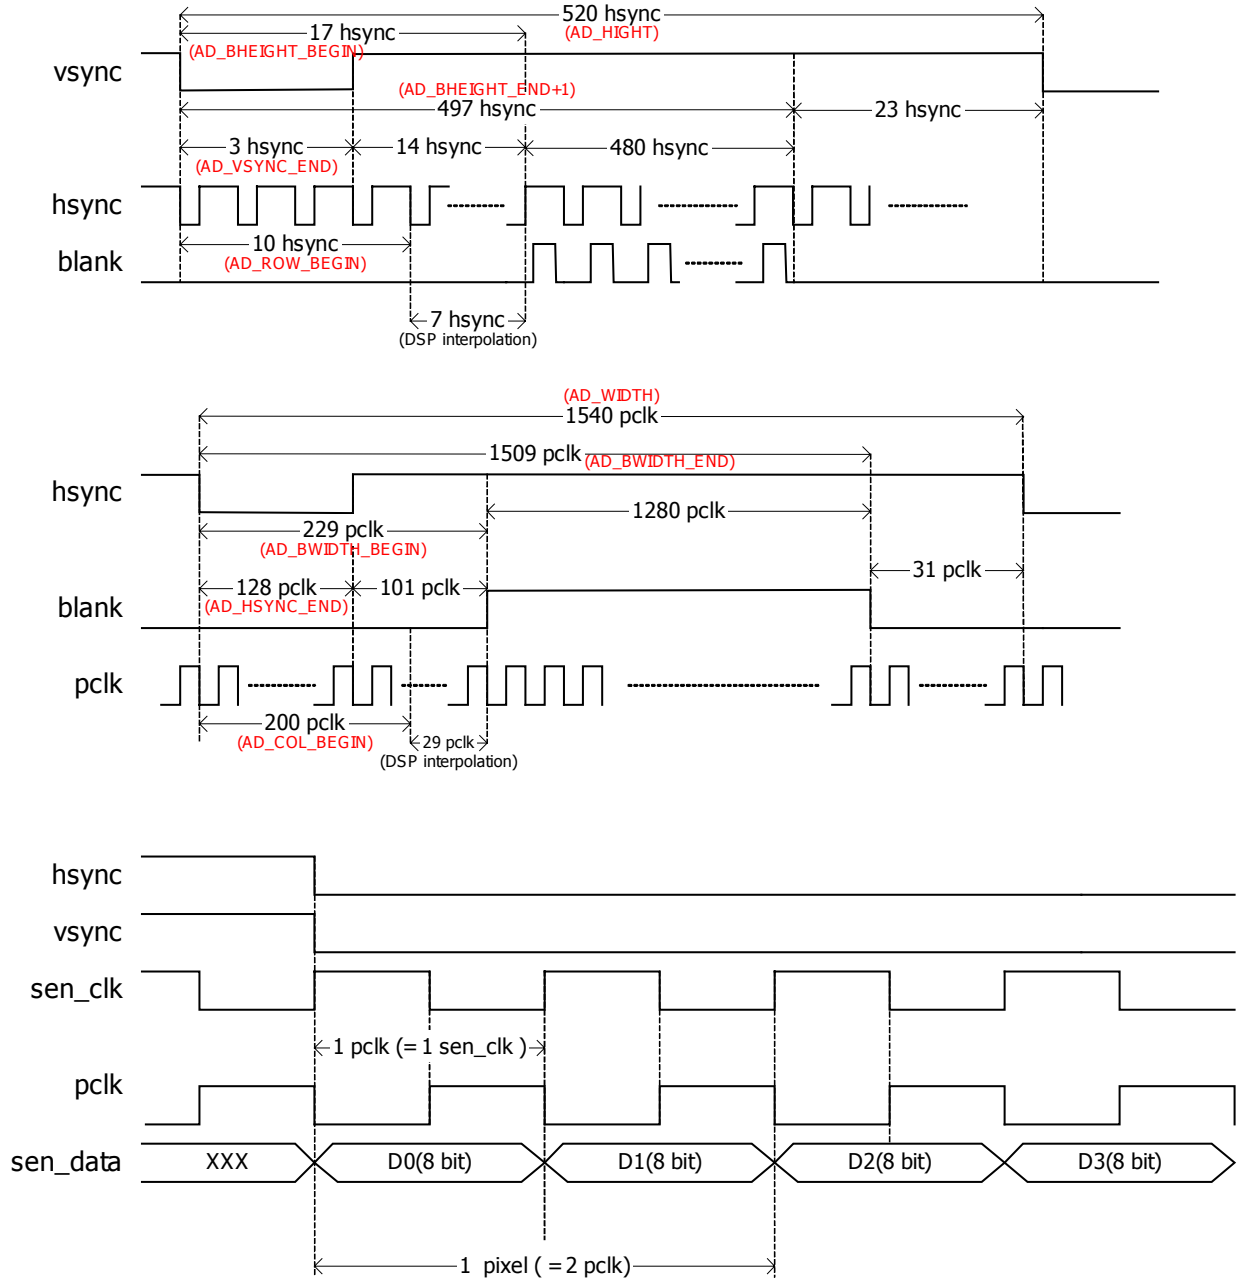 520 hsync
(AD_HIGHT)
17 hsync
(AD_BHEIGHT_BEGIN)
vsync
(AD_BHEIGHT_END+1)
497 hsync
23 hsync
3 hsync
14 hsync
480 hsync
(AD_VSYNC_END)
hsync
10 hsync
(AD_ROW_BEGIN)
blank
7 hsync
(DSP interpolation)
(AD_WIDTH)
1540 pclk
1509 pclk
(AD_BWIDTH_END)
hsync
1280 pclk
229 pclk
(AD_BWIDTH_BEGIN)
31 pclk
128 pclk
101 pclk
(AD_HSYNC_END)
blank
pclk
200 pclk
(AD_COL_BEGIN)
29 pclk
(DSP interpolation)
hsync
vsync
sen_clk
1 pclk (= 1 sen_clk )
pclk
sen_data
XXX
D0(8 bit)
D1(8 bit)
D2(8 bit)
D3(8 bit)
1 pixel ( = 2 pclk)